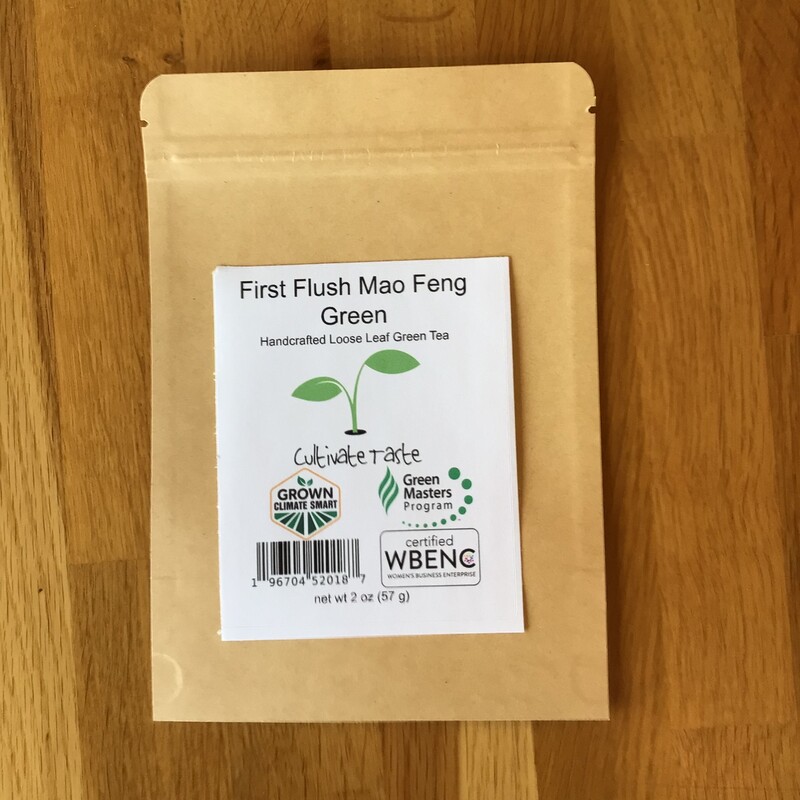 First Flush Mao Feng
Green
Handcrafted Loose Leaf Green Tea
Cultivate Taste
GROWN
CLIMATE SMART
Green
Masters
Program
certified
WBENC
WOMEN'S BUSINESS ENTERPRISE
1 96704 52018 7
net wt 2 oz (57 g)